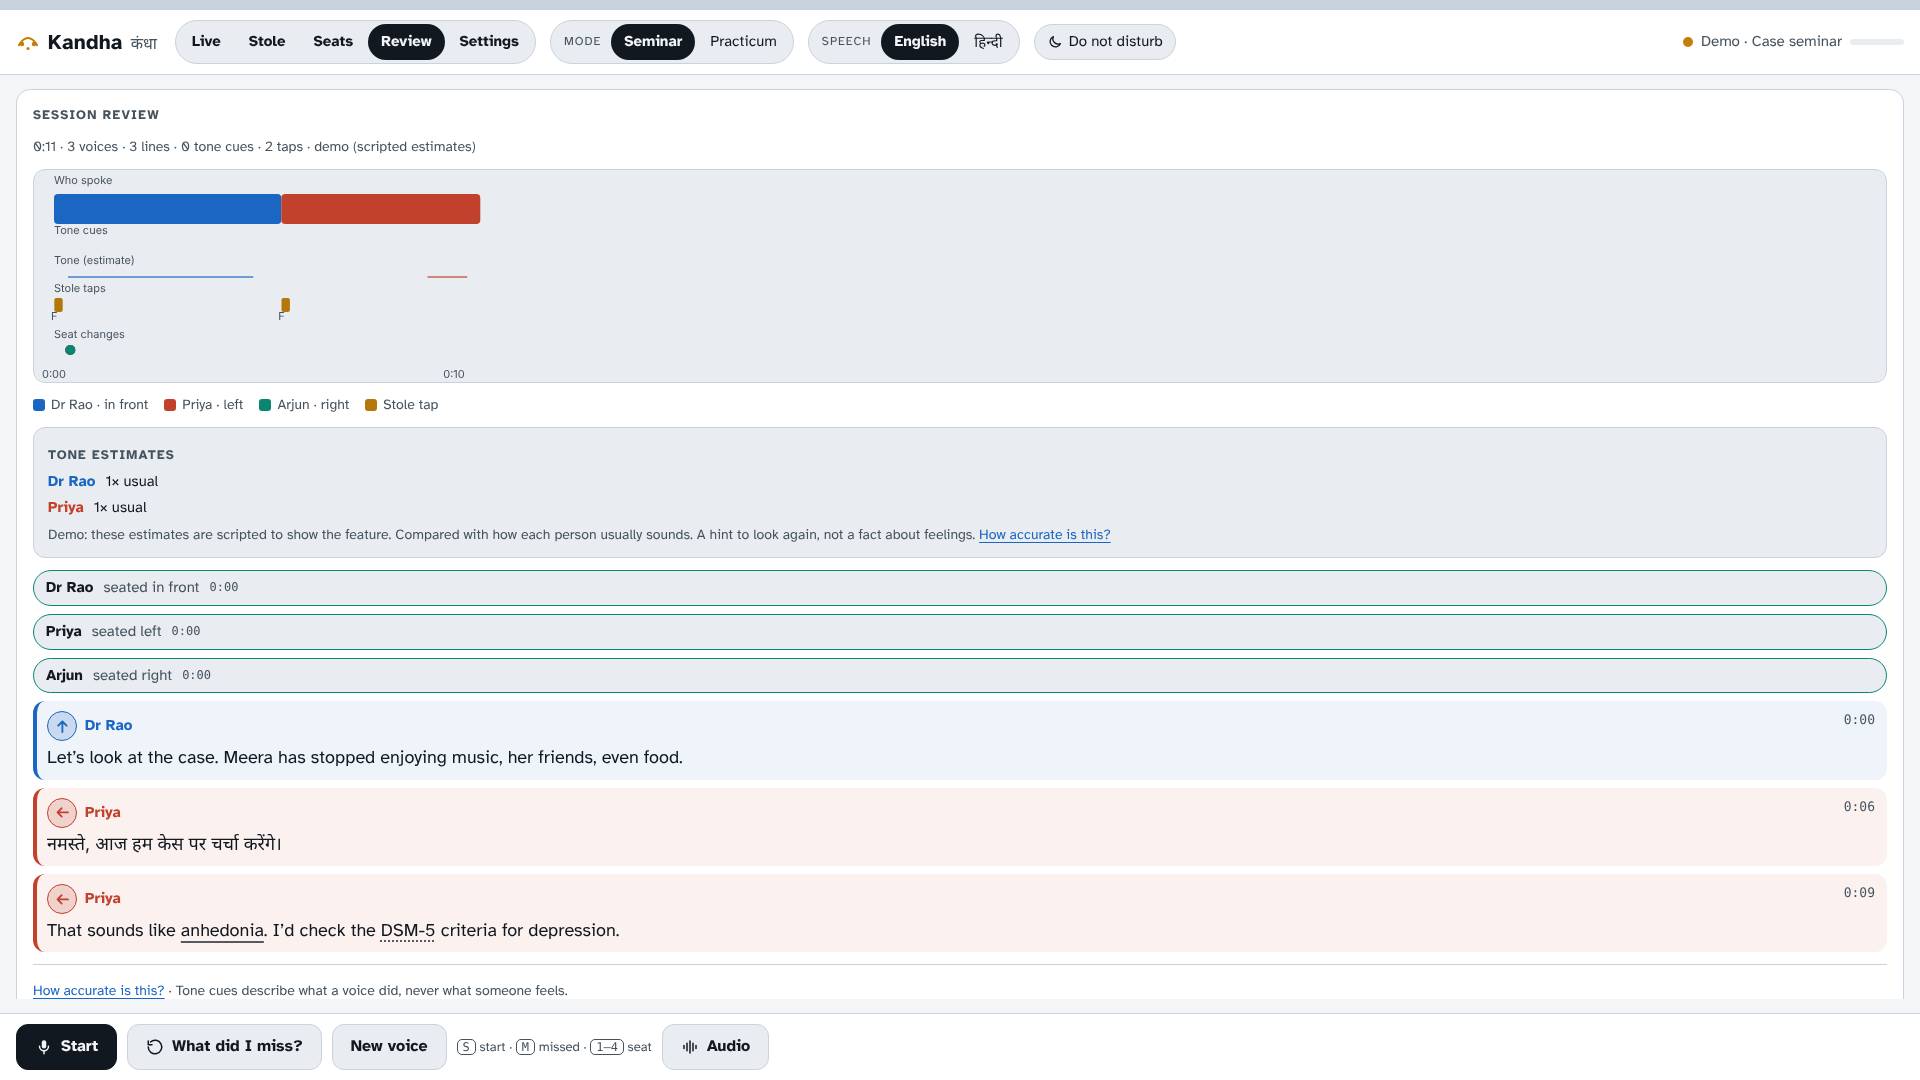 Kandha कंधा Live Stole Seats Review Settings MODE Seminar Practicum SPEECH English हिन्दी Do not disturb Demo · Case seminar
SESSION REVIEW
0:11 · 3 voices · 3 lines · 0 tone cues · 2 taps · demo (scripted estimates)
Who spoke
Tone cues
Tone (estimate)
Stole taps
F F
Seat changes
0:00 0:10
Dr Rao · in front Priya · left Arjun · right Stole tap
TONE ESTIMATES
Dr Rao 1× usual
Priya 1× usual
Demo: these estimates are scripted to show the feature. Compared with how each person usually sounds. A hint to look again, not a fact about feelings. How accurate is this?
Dr Rao seated in front 0:00
Priya seated left 0:00
Arjun seated right 0:00
Dr Rao 0:00
Let’s look at the case. Meera has stopped enjoying music, her friends, even food.
Priya 0:06
नमस्ते, आज हम केस पर चर्चा करेंगे।
Priya 0:09
That sounds like anhedonia. I’d check the DSM-5 criteria for depression.
How accurate is this? · Tone cues describe what a voice did, never what someone feels.
Start What did I miss? New voice S start · M missed · 1–4 seat Audio